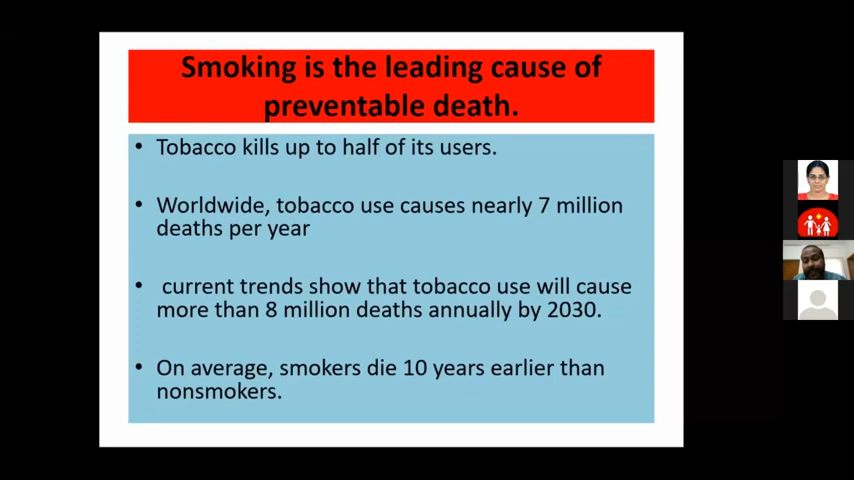 Smoking is the leading cause of
preventable death.
• Tobacco kills up to half of its users.
• Worldwide, tobacco use causes nearly 7 million
deaths per year
• current trends show that tobacco use will cause
more than 8 million deaths annually by 2030.
• On average, smokers die 10 years earlier than
nonsmokers.